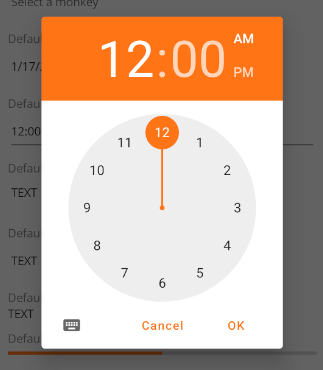 Select a monkey
Defau
1/17/2
Defau
12:00
Defau
TEXT
Defau
TEXT
Defau
TEXT
Defau
12:00
AM
PM
12
1
2
3
4
5
6
7
8
9
10
11
Cancel
OK